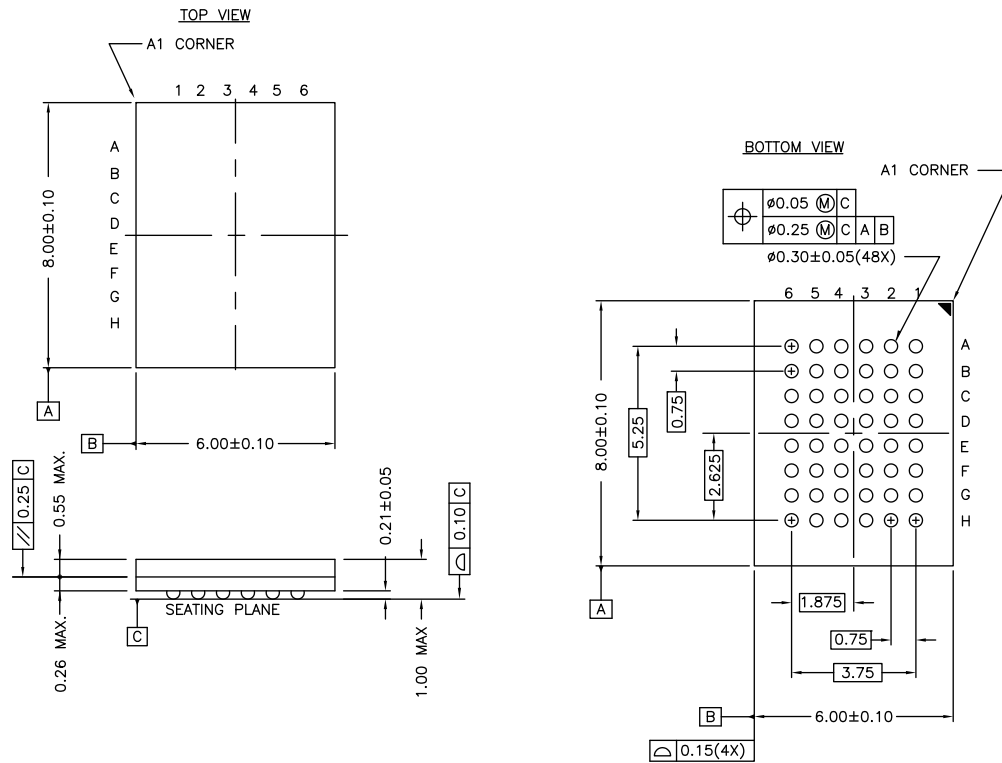 TOP VIEW
A1 CORNER
1 2 3 4 5 6
A
B
C
D
E
F
G
H
8.00±0.10
A
B
6.00±0.10
// 0.25 C
0.55 MAX.
0.26 MAX.
0.21±0.05
⌓ 0.10 C
SEATING PLANE
C
1.00 MAX
BOTTOM VIEW
A1 CORNER
⌖ ø0.05 Ⓜ C
ø0.25 Ⓜ C A B
ø0.30±0.05(48X)
6 5 4 3 2 1
A
B
C
D
E
F
G
H
8.00±0.10
5.25
0.75
2.625
A
1.875
0.75
3.75
B
6.00±0.10
⌓ 0.15(4X)